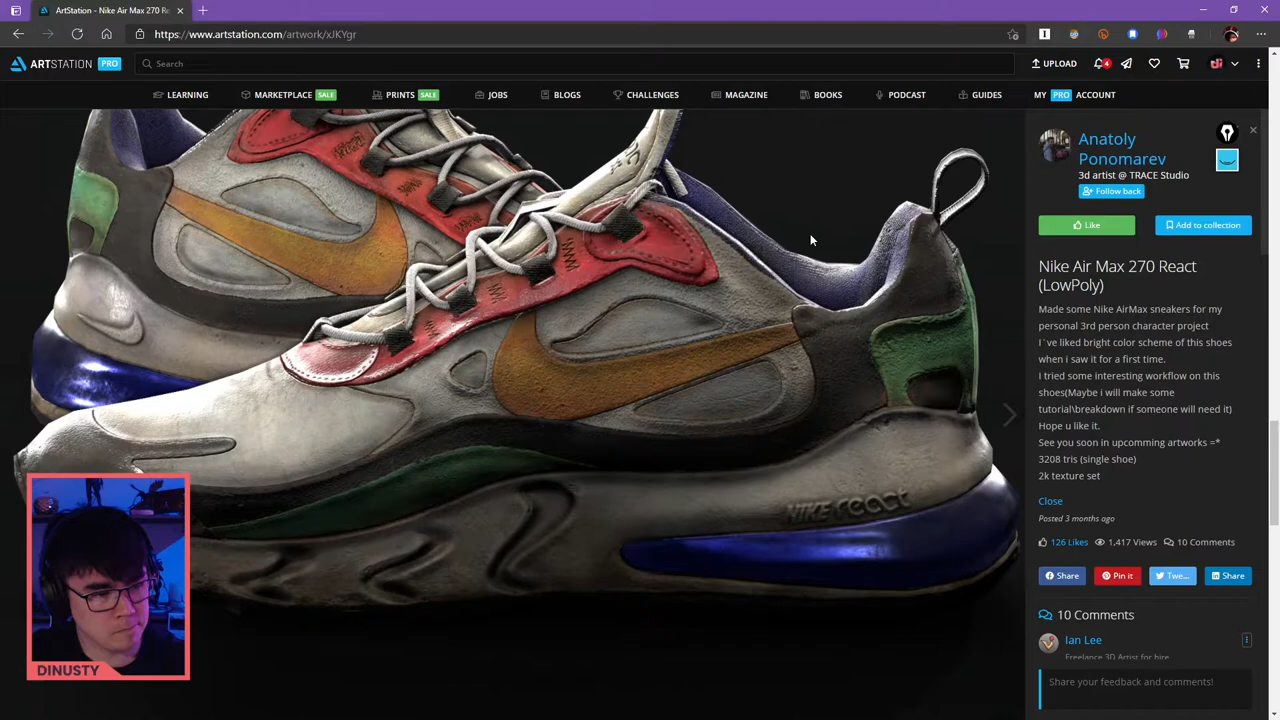 ArtStation - Nike Air Max 270 Re
https://www.artstation.com/artwork/xJKYgr
ARTSTATION PRO
Search
UPLOAD
4
LEARNING
MARKETPLACE SALE
PRINTS SALE
JOBS
BLOGS
CHALLENGES
MAGAZINE
BOOKS
PODCAST
GUIDES
MY PRO ACCOUNT
Anatoly
Ponomarev
3d artist @ TRACE Studio
Follow back
Like
Add to collection
Nike Air Max 270 React
(LowPoly)
Made some Nike AirMax sneakers for my
personal 3rd person character project
I`ve liked bright color scheme of this shoes
when i saw it for a first time.
I tried some interesting workflow on this
shoes(Maybe i will make some
tutorial\breakdown if someone will need it)
Hope u like it.
See you soon in upcomming artworks =*
3208 tris (single shoe)
2k texture set
Close
Posted 3 months ago
126 Likes
1,417 Views
10 Comments
Share
Pin it
Twe...
Share
10 Comments
Ian Lee
Freelance 3D Artist for hire
Share your feedback and comments!
NIKE react
DINUSTY